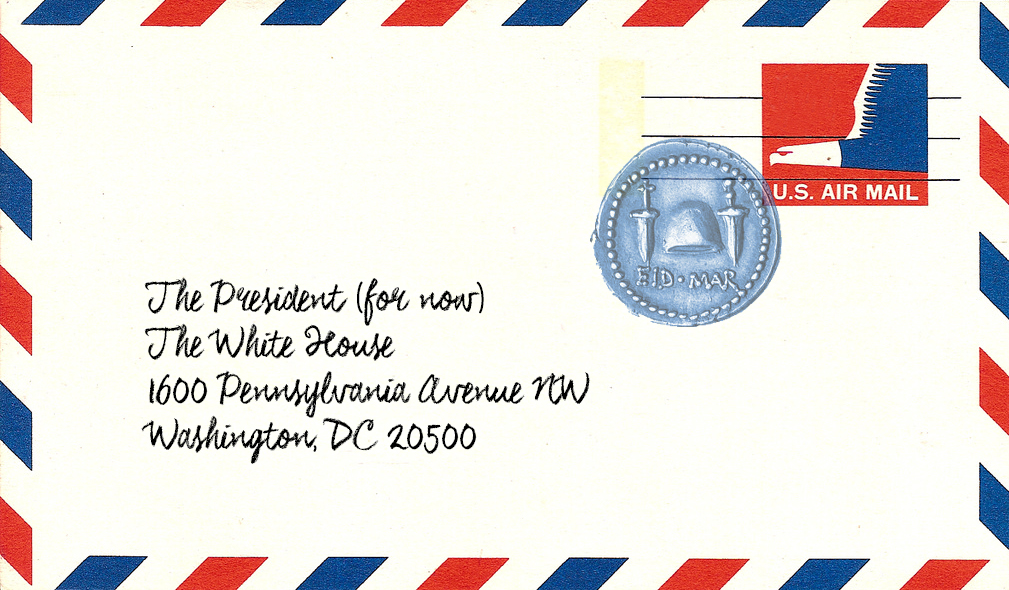 U.S. AIR MAIL
EID·MAR
The President (for now)
The White House
1600 Pennsylvania Avenue NW
Washington, DC 20500